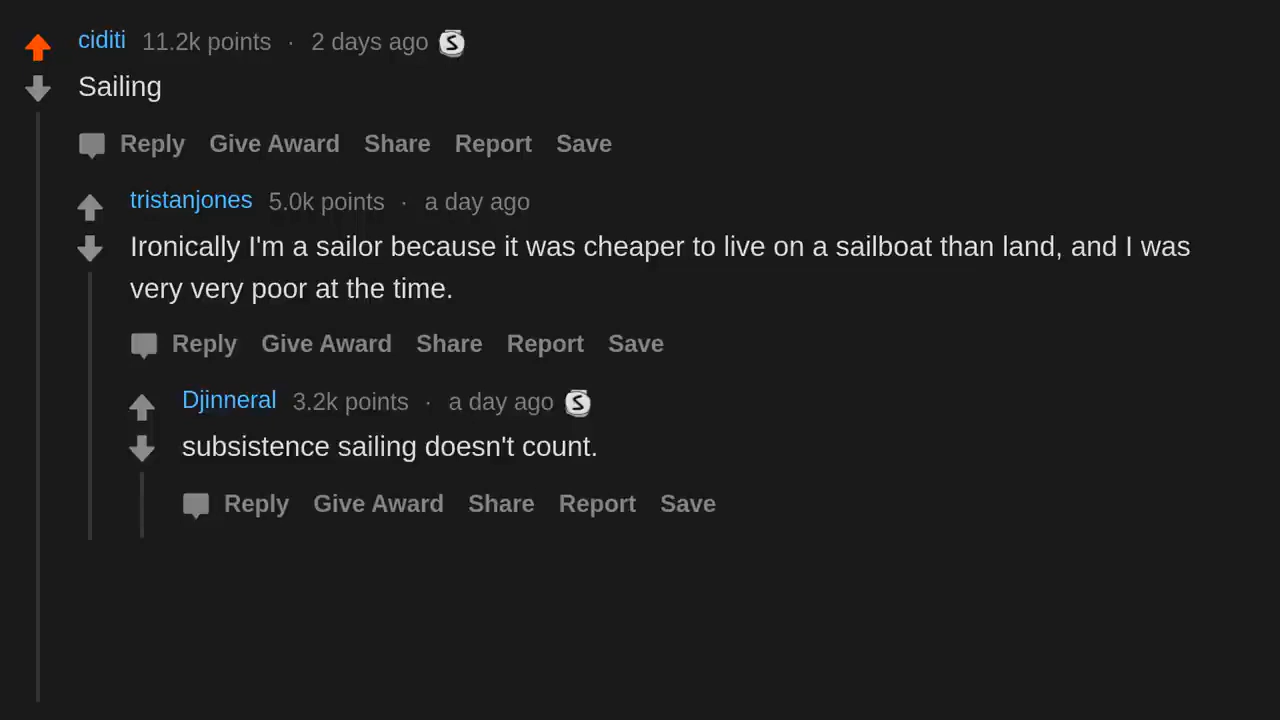 ciditi 11.2k points · 2 days ago S
Sailing
Reply Give Award Share Report Save
tristanjones 5.0k points · a day ago
Ironically I'm a sailor because it was cheaper to live on a sailboat than land, and I was
very very poor at the time.
Reply Give Award Share Report Save
Djinneral 3.2k points · a day ago S
subsistence sailing doesn't count.
Reply Give Award Share Report Save